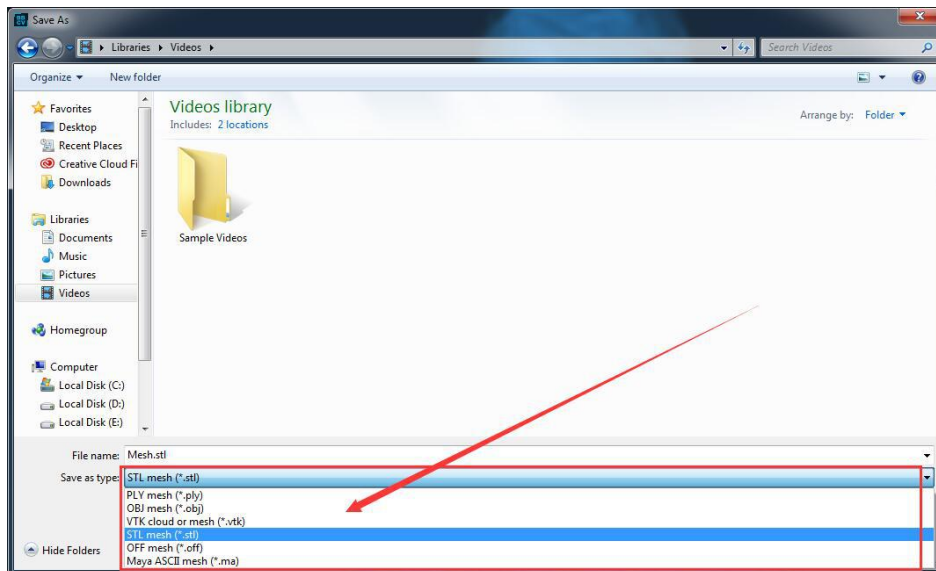 Save As
Libraries Videos
Search Videos
Organize New folder
Favorites
Desktop
Recent Places
Creative Cloud Fi
Downloads
Libraries
Documents
Music
Pictures
Videos
Homegroup
Computer
Local Disk (C:)
Local Disk (D:)
Local Disk (E:)
Videos library
Includes: 2 locations
Arrange by: Folder
Sample Videos
File name: Mesh.stl
Save as type: STL mesh (*.stl)
PLY mesh (*.ply)
OBJ mesh (*.obj)
VTK cloud or mesh (*.vtk)
STL mesh (*.stl)
OFF mesh (*.off)
Maya ASCII mesh (*.ma)
Hide Folders